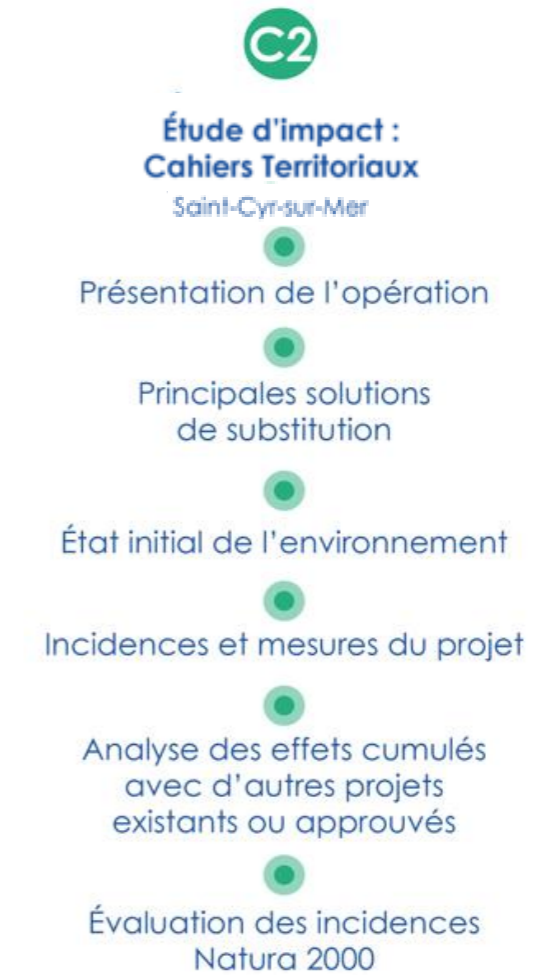 C2
Étude d'impact :
Cahiers Territoriaux
Saint-Cyr-sur-Mer
Présentation de l'opération
Principales solutions
de substitution
État initial de l'environnement
Incidences et mesures du projet
Analyse des effets cumulés
avec d'autres projets
existants ou approuvés
Évaluation des incidences
Natura 2000